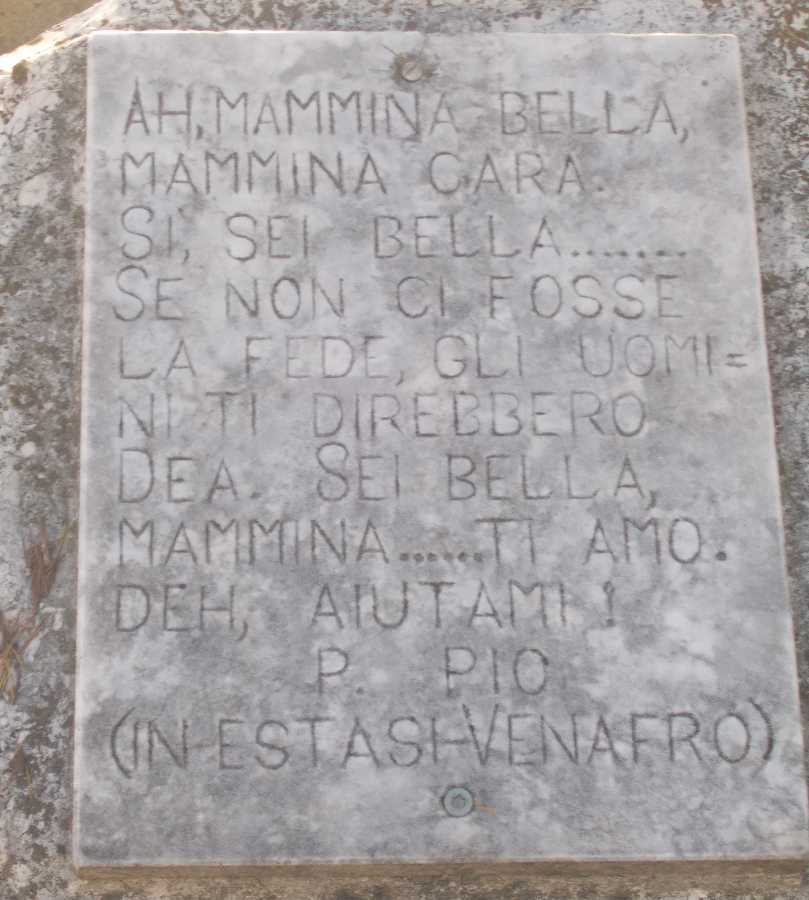 AH, MAMMINA BELLA,
MAMMINA CARA.
SI, SEI BELLA........
SE NON CI FOSSE
LA FEDE, GLI UOMI=
NI TI DIREBBERO
DEA. SEI BELLA,
MAMMINA......TI AMO.
DEH, AIUTAMI!
P. PIO
(IN ESTASI-VENAFRO)